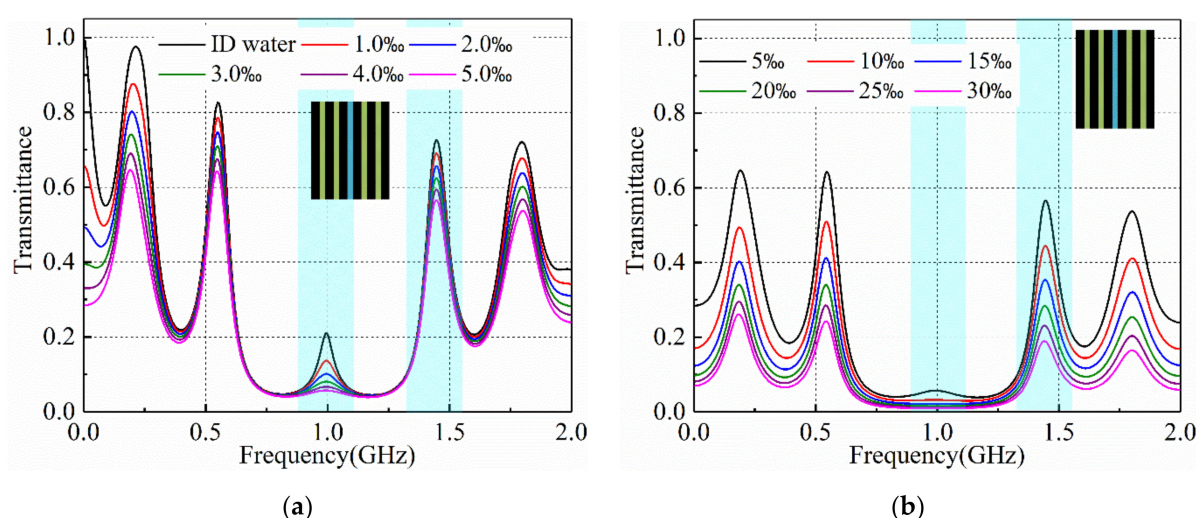 ID water 1.0‰ 2.0‰
3.0‰ 4.0‰ 5.0‰
Transmittance
1.0
0.8
0.6
0.4
0.2
0.0
0.0 0.5 1.0 1.5 2.0
Frequency(GHz)
(a)
5‰ 10‰ 15‰
20‰ 25‰ 30‰
Transmittance
1.0
0.8
0.6
0.4
0.2
0.0
0.0 0.5 1.0 1.5 2.0
Frequency(GHz)
(b)